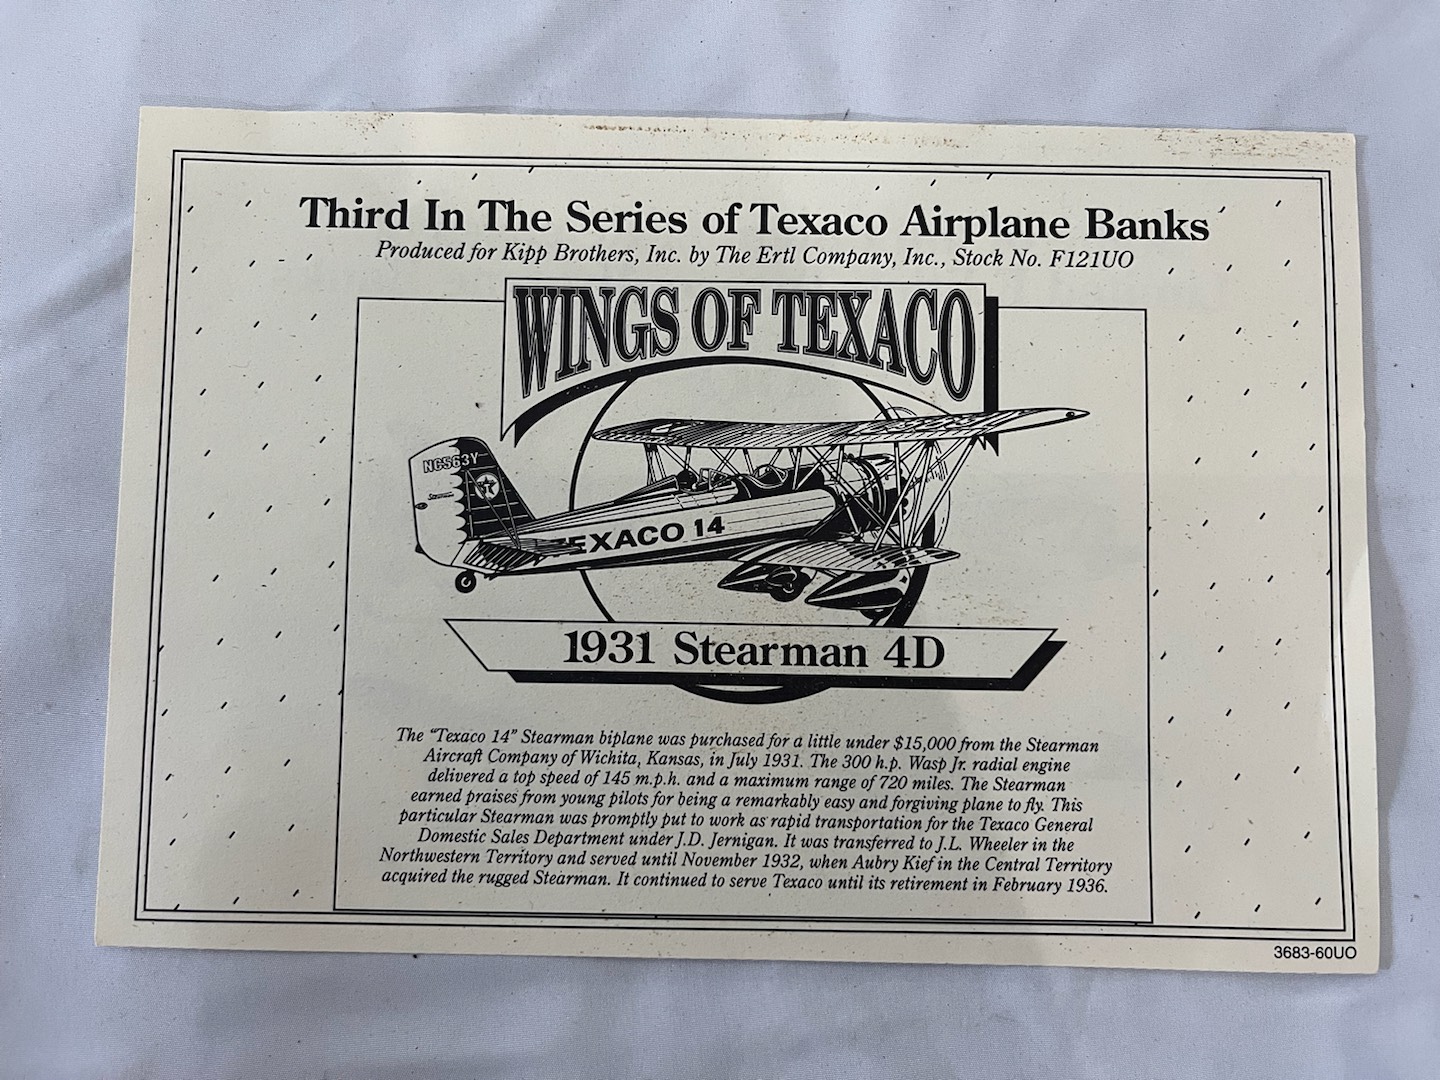 Third In The Series of Texaco Airplane Banks
Produced for Kipp Brothers, Inc. by The Ertl Company, Inc., Stock No. F121UO
WINGS OF TEXACO
NC563Y
Stearman
T
TEXACO 14
1931 Stearman 4D
The “Texaco 14” Stearman biplane was purchased for a little under $15,000 from the Stearman
Aircraft Company of Wichita, Kansas, in July 1931. The 300 h.p. Wasp Jr. radial engine
delivered a top speed of 145 m.p.h. and a maximum range of 720 miles. The Stearman
earned praises from young pilots for being a remarkably easy and forgiving plane to fly. This
particular Stearman was promptly put to work as rapid transportation for the Texaco General
Domestic Sales Department under J.D. Jernigan. It was transferred to J.L. Wheeler in the
Northwestern Territory and served until November 1932, when Aubry Kief in the Central Territory
acquired the rugged Stearman. It continued to serve Texaco until its retirement in February 1936.
3683-60UO